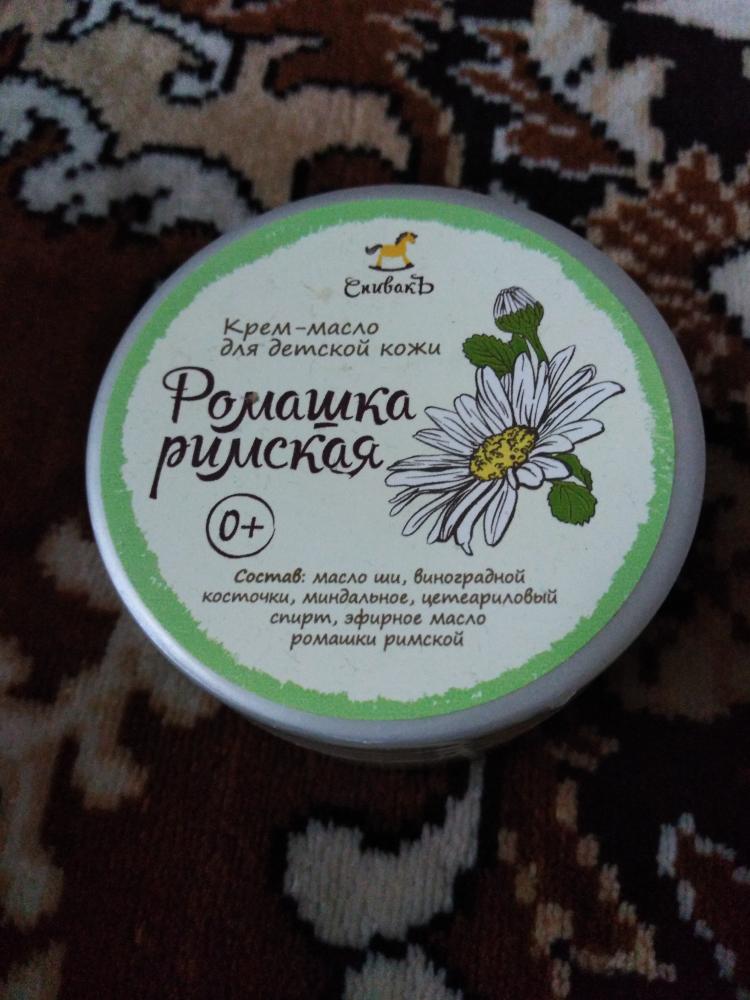 СпивакЪ
Крем-масло
для детской кожи
Ромашка
римская
0+
Состав: масло ши, виноградной
косточки, миндальное, цетеариловый
спирт, эфирное масло
ромашки римской